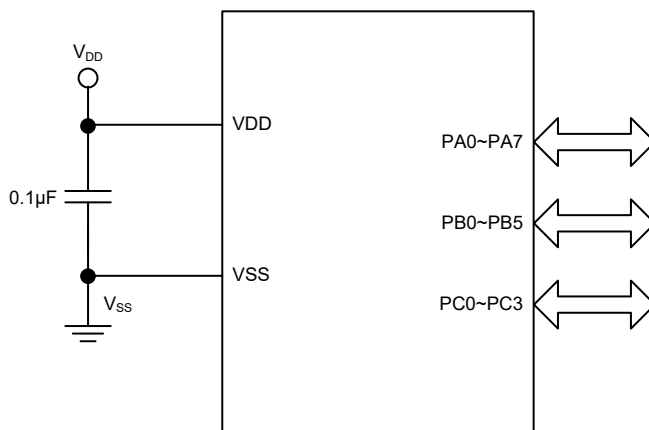 VDD
VDD
PA0~PA7
0.1µF
PB0~PB5
VSS
VSS
PC0~PC3